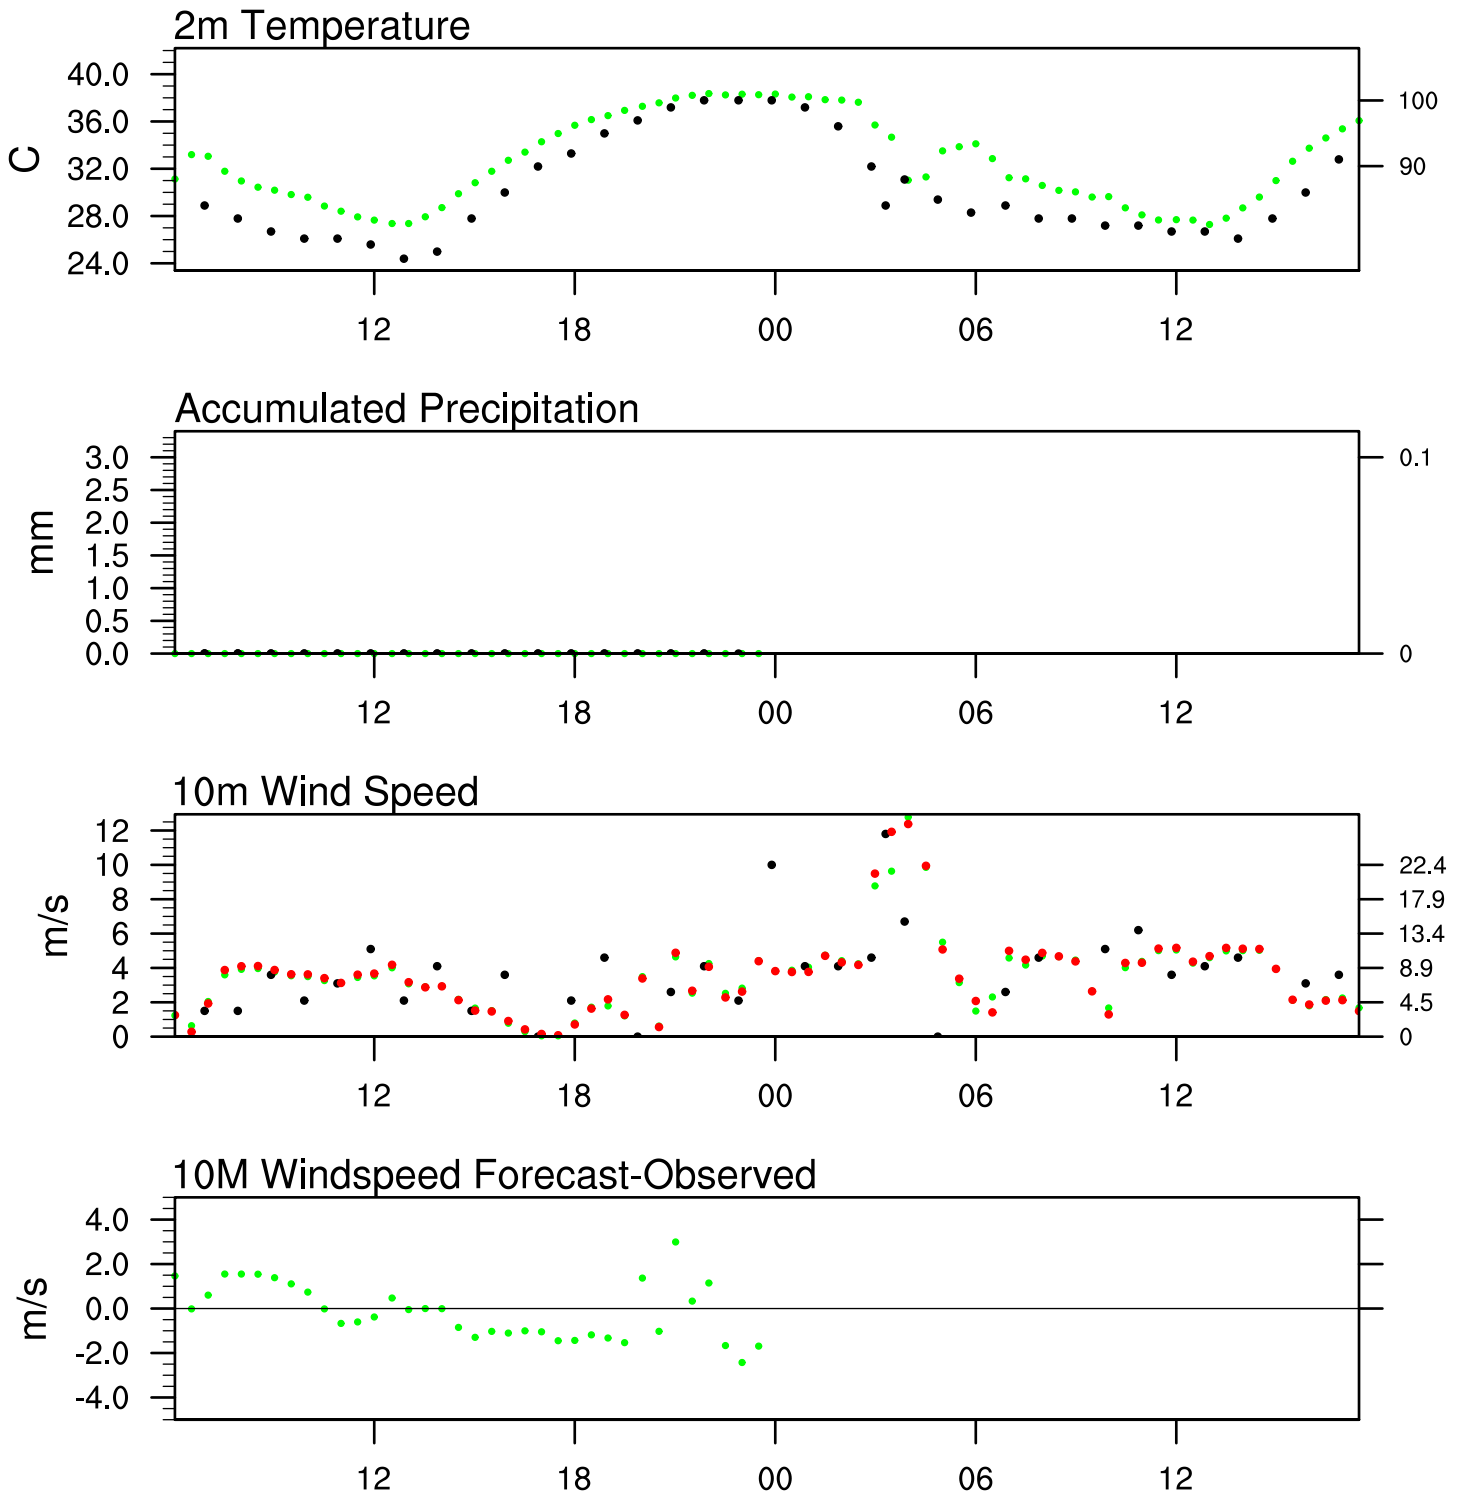 2m Temperature
40.0
36.0
32.0
28.0
24.0
C
100
90
12 18 00 06 12
Accumulated Precipitation
3.0
2.5
2.0
1.5
1.0
0.5
0.0
mm
0.1
0
12 18 00 06 12
10m Wind Speed
12
10
8
6
4
2
0
m/s
22.4
17.9
13.4
8.9
4.5
0
12 18 00 06 12
10M Windspeed Forecast-Observed
4.0
2.0
0.0
-2.0
-4.0
m/s
12 18 00 06 12